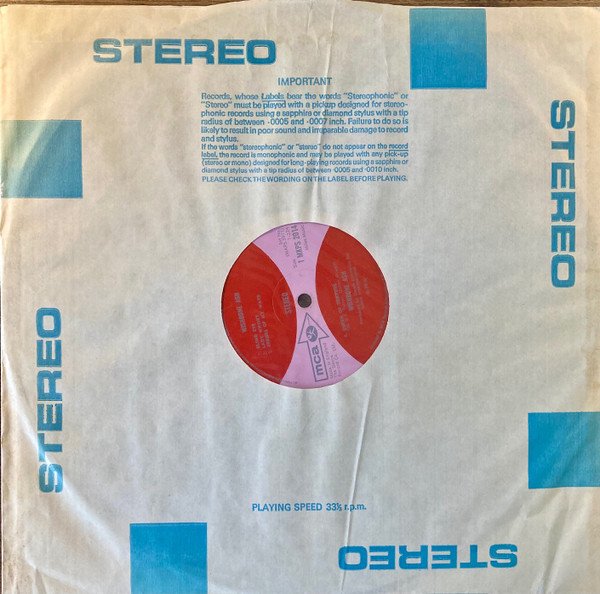 STEREO
IMPORTANT
Records, whose Labels bear the words "Stereophonic" or
"Stereo" must be played with a pickup designed for stereo-
phonic records using a sapphire or diamond stylus with a tip
radius of between ·0005 and ·0007 inch. Failure to do so is
likely to result in poor sound and irreparable damage to record
and stylus.
If the words "stereophonic" or "stereo" do not appear on the record
label, the record is monophonic and may be played with any pick-up
(stereo or mono) designed for long-playing records using a sapphire or
diamond stylus with a tip radius of between ·0005 and ·0010 inch.
PLEASE CHECK THE WORDING ON THE LABEL BEFORE PLAYING.
STEREO
STEREO
mca
STEREO
PLAYING SPEED 33⅓ r.p.m.
STEREO